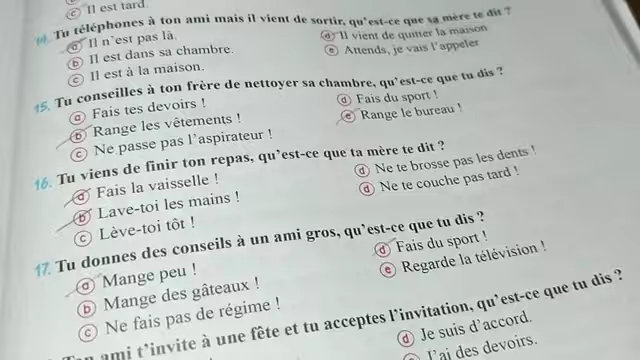 ⓒ Il est tard.
14. Tu téléphones à ton ami mais il vient de sortir, qu'est-ce que sa mère te dit ?
ⓐ Il n'est pas là.
ⓓ Il vient de quitter la maison
ⓑ Il est dans sa chambre.
ⓔ Attends, je vais l'appeler
ⓒ Il est à la maison.
15. Tu conseilles à ton frère de nettoyer sa chambre, qu'est-ce que tu dis ?
ⓐ Fais tes devoirs !
ⓓ Fais du sport !
ⓑ Range les vêtements !
ⓔ Range le bureau !
ⓒ Ne passe pas l'aspirateur !
16. Tu viens de finir ton repas, qu'est-ce que ta mère te dit ?
ⓐ Fais la vaisselle !
ⓓ Ne te brosse pas les dents !
ⓑ Lave-toi les mains !
ⓓ Ne te couche pas tard !
ⓒ Lève-toi tôt !
17. Tu donnes des conseils à un ami gros, qu'est-ce que tu dis ?
ⓐ Mange peu !
ⓓ Fais du sport !
ⓑ Mange des gâteaux !
ⓔ Regarde la télévision !
ⓒ Ne fais pas de régime !
ami t'invite à une fête et tu acceptes l'invitation, qu'est-ce que tu dis ?
ⓓ Je suis d'accord.
J'ai des devoirs.